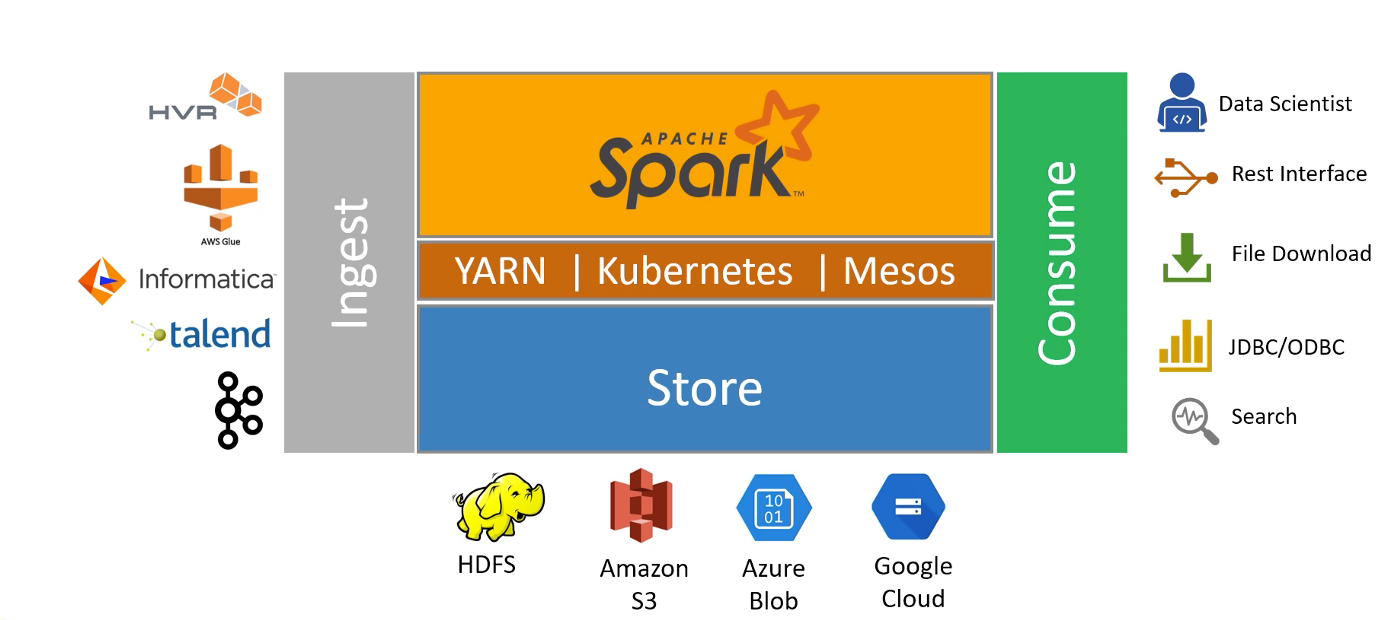 HVR
AWS Glue
Informatica
talend
Ingest
APACHE
Spark™
YARN | Kubernetes | Mesos
Store
Consume
Data Scientist
</>
Rest Interface
File Download
JDBC/ODBC
Search
HDFS
Amazon
S3
10
01
Azure
Blob
Google
Cloud